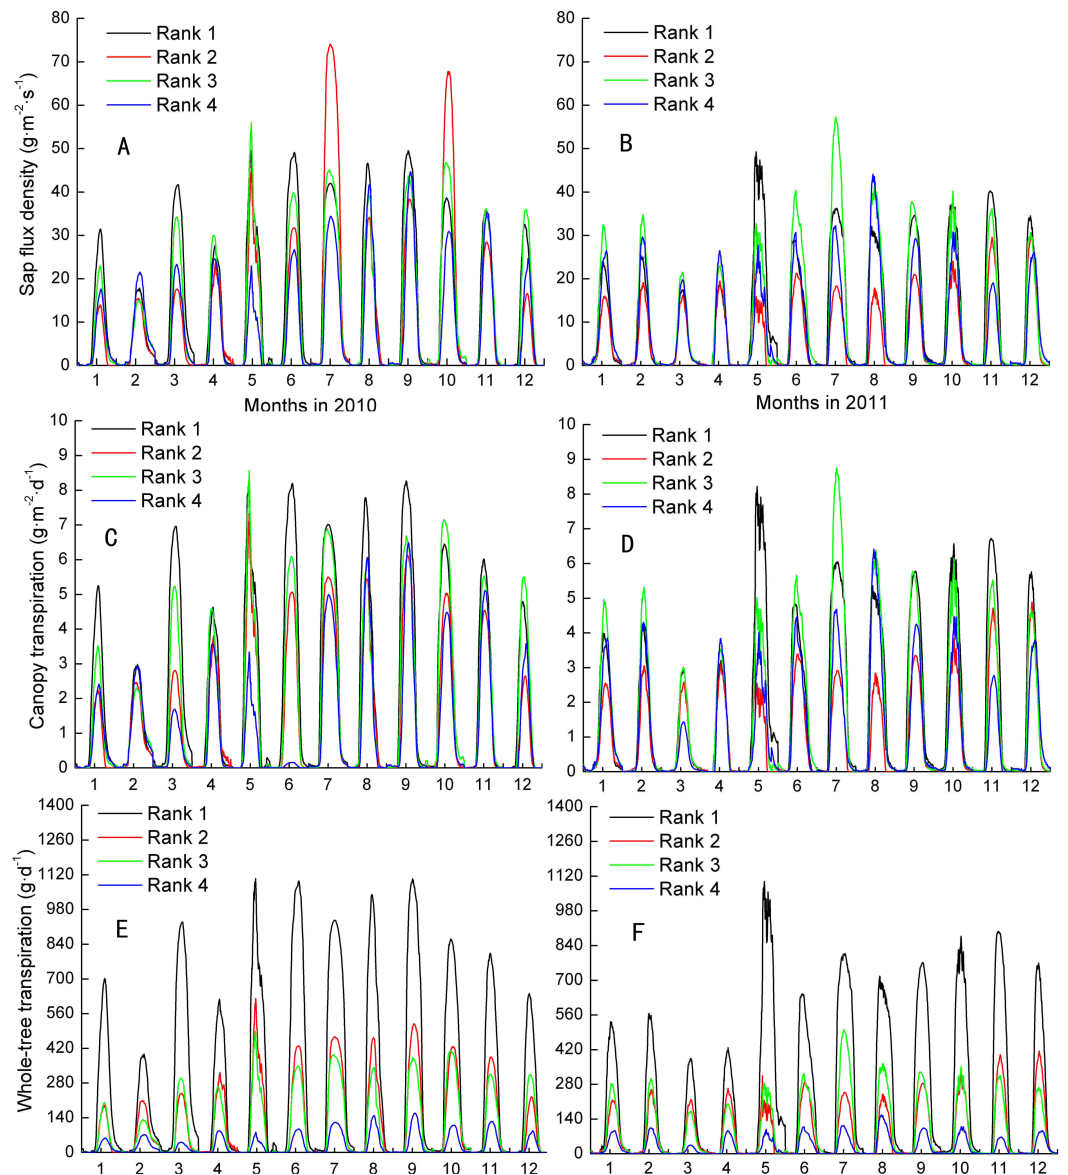 80
70
60
50
40
30
20
10
0
Sap flux density (g·m⁻²·s⁻¹)
Rank 1
Rank 2
Rank 3
Rank 4
A
1 2 3 4 5 6 7 8 9 10 11 12
Months in 2010
80
70
60
50
40
30
20
10
0
Rank 1
Rank 2
Rank 3
Rank 4
B
1 2 3 4 5 6 7 8 9 10 11 12
Months in 2011
10
9
8
7
6
5
4
3
2
1
0
Canopy transpiration (g·m⁻²·d⁻¹)
Rank 1
Rank 2
Rank 3
Rank 4
C
1 2 3 4 5 6 7 8 9 10 11 12
10
9
8
7
6
5
4
3
2
1
0
Rank 1
Rank 2
Rank 3
Rank 4
D
1 2 3 4 5 6 7 8 9 10 11 12
1400
1260
1120
980
840
700
560
420
280
140
0
Whole-tree transpiration (g·d⁻¹)
Rank 1
Rank 2
Rank 3
Rank 4
E
1 2 3 4 5 6 7 8 9 10 11 12
1400
1260
1120
980
840
700
560
420
280
140
0
Rank 1
Rank 2
Rank 3
Rank 4
F
1 2 3 4 5 6 7 8 9 10 11 12